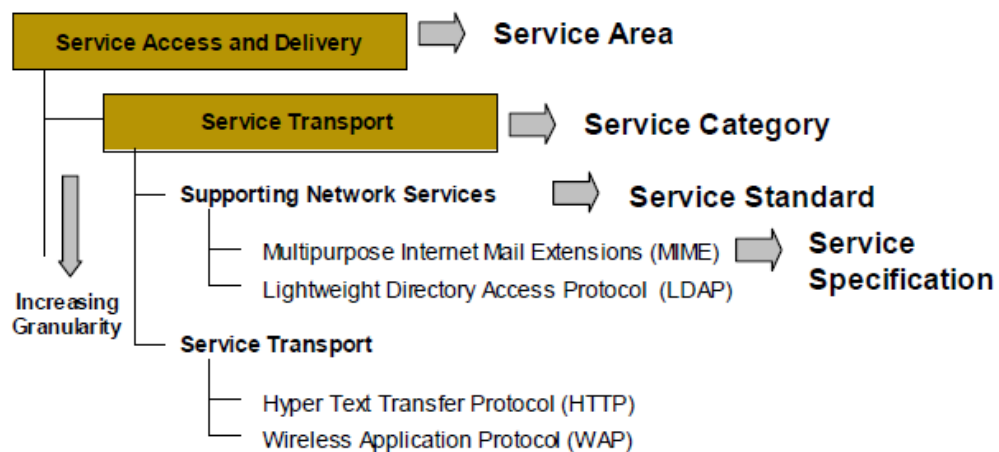 Service Access and Delivery
Service Area
Service Transport
Service Category
Supporting Network Services
Service Standard
Multipurpose Internet Mail Extensions (MIME)
Service
Specification
Lightweight Directory Access Protocol (LDAP)
Increasing
Granularity
Service Transport
Hyper Text Transfer Protocol (HTTP)
Wireless Application Protocol (WAP)